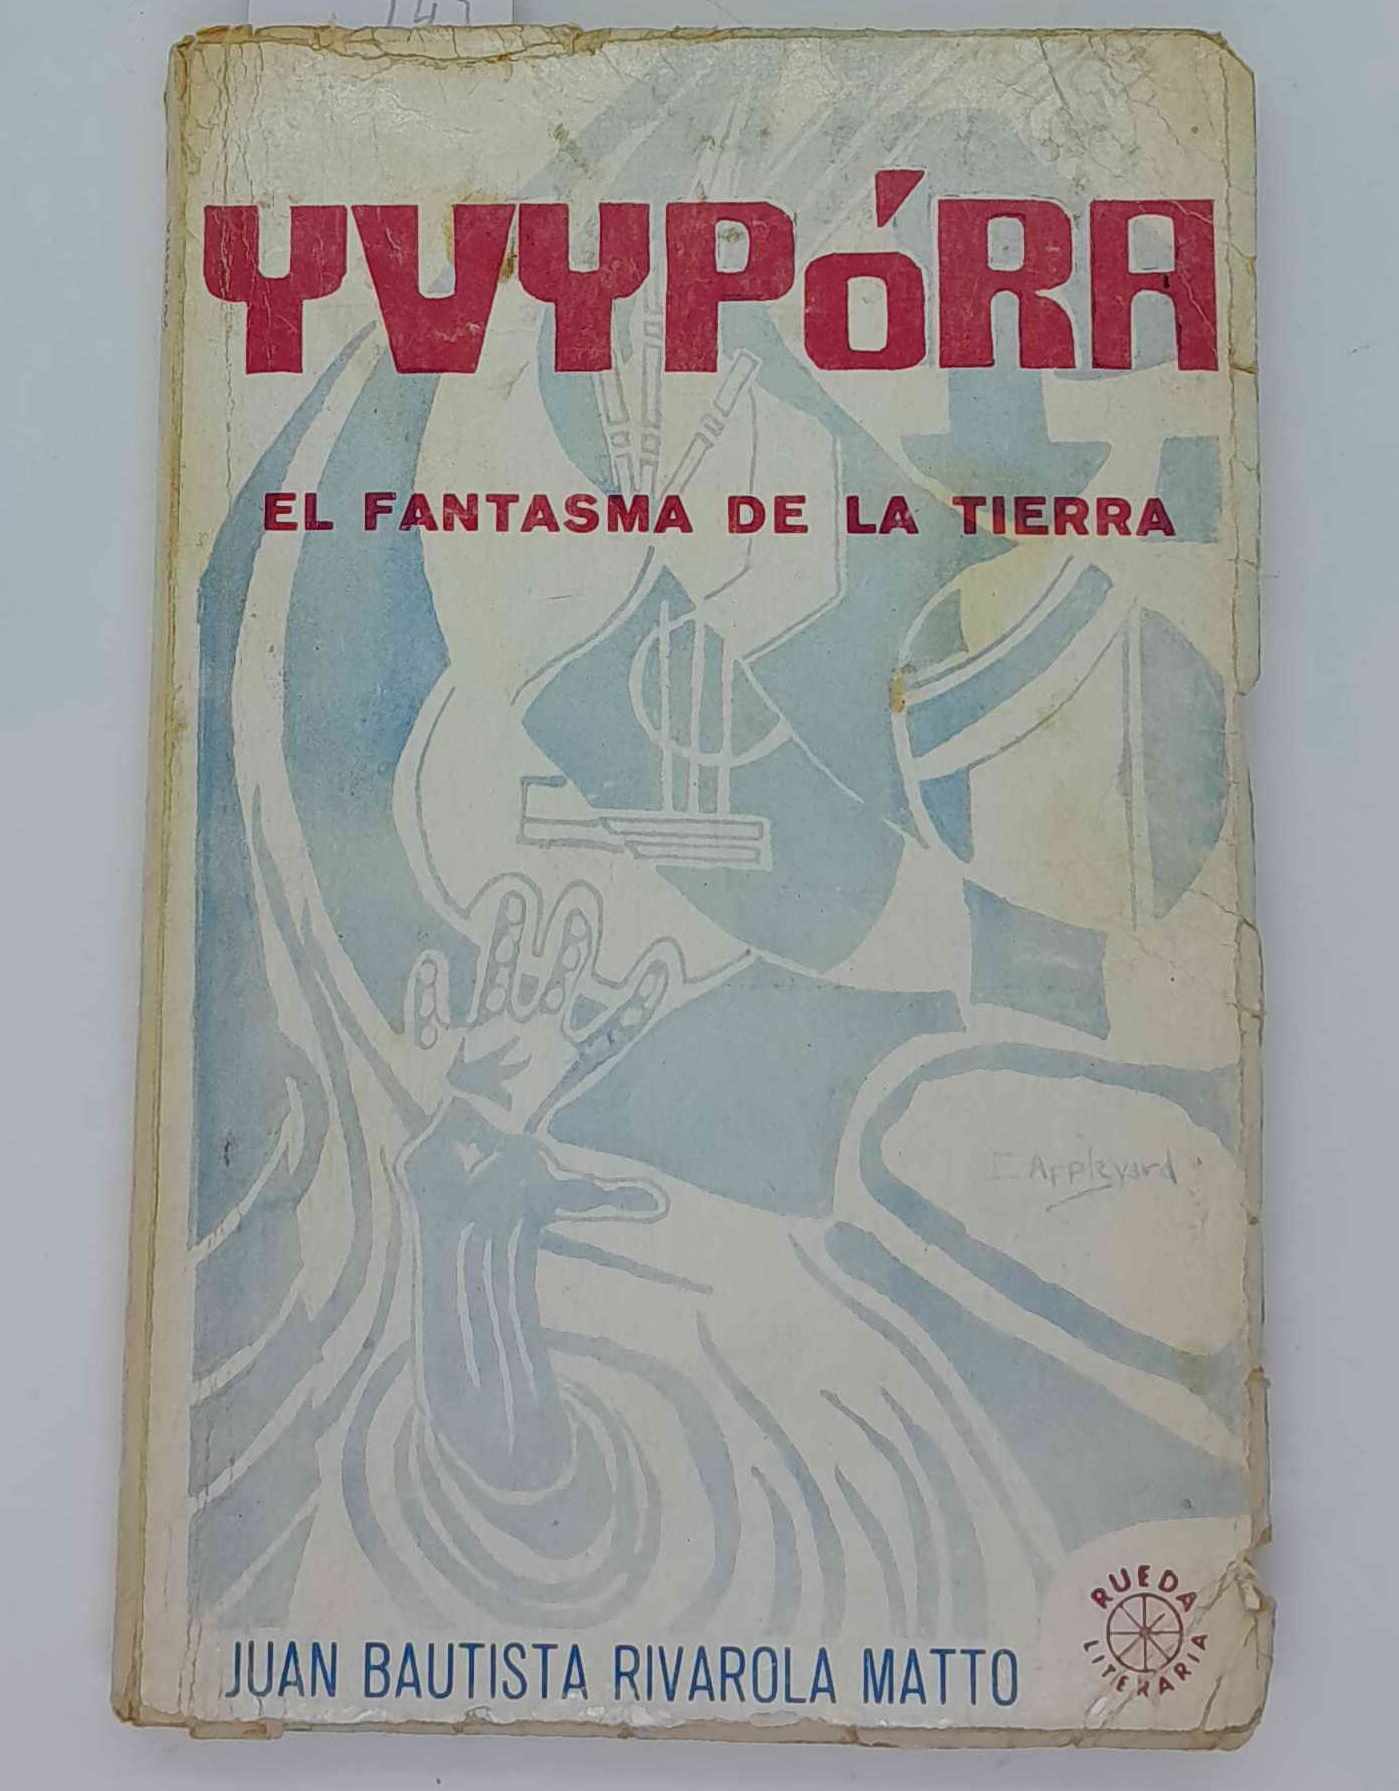 YVYPÓRA
EL FANTASMA DE LA TIERRA
Appleyard
JUAN BAUTISTA RIVAROLA MATTO
RUEDA
LITERARIA